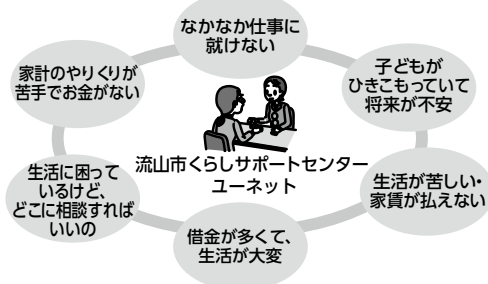 なかなか仕事に
就けない
子どもが
ひきこもっていて
将来が不安
生活が苦しい・
家賃が払えない
借金が多くて、
生活が大変
生活に困って
いるけど、
どこに相談すれば
いいの
家計のやりくりが
苦手でお金がない
流山市くらしサポートセンター
ユーネット